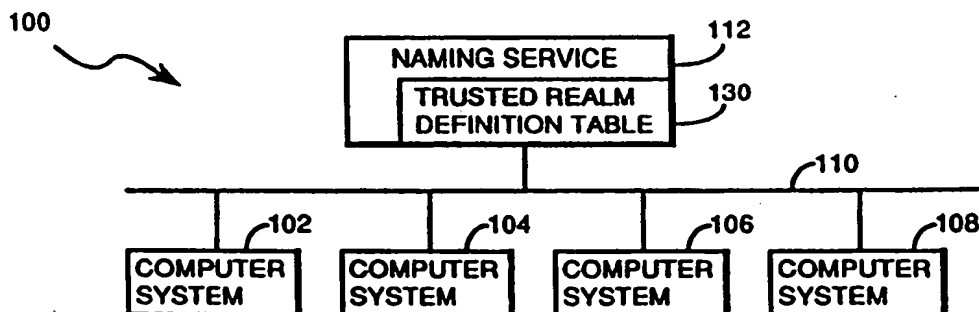 100
112
NAMING SERVICE
130
TRUSTED REALM
DEFINITION TABLE
110
102
104
106
108
COMPUTER
SYSTEM
COMPUTER
SYSTEM
COMPUTER
SYSTEM
COMPUTER
SYSTEM